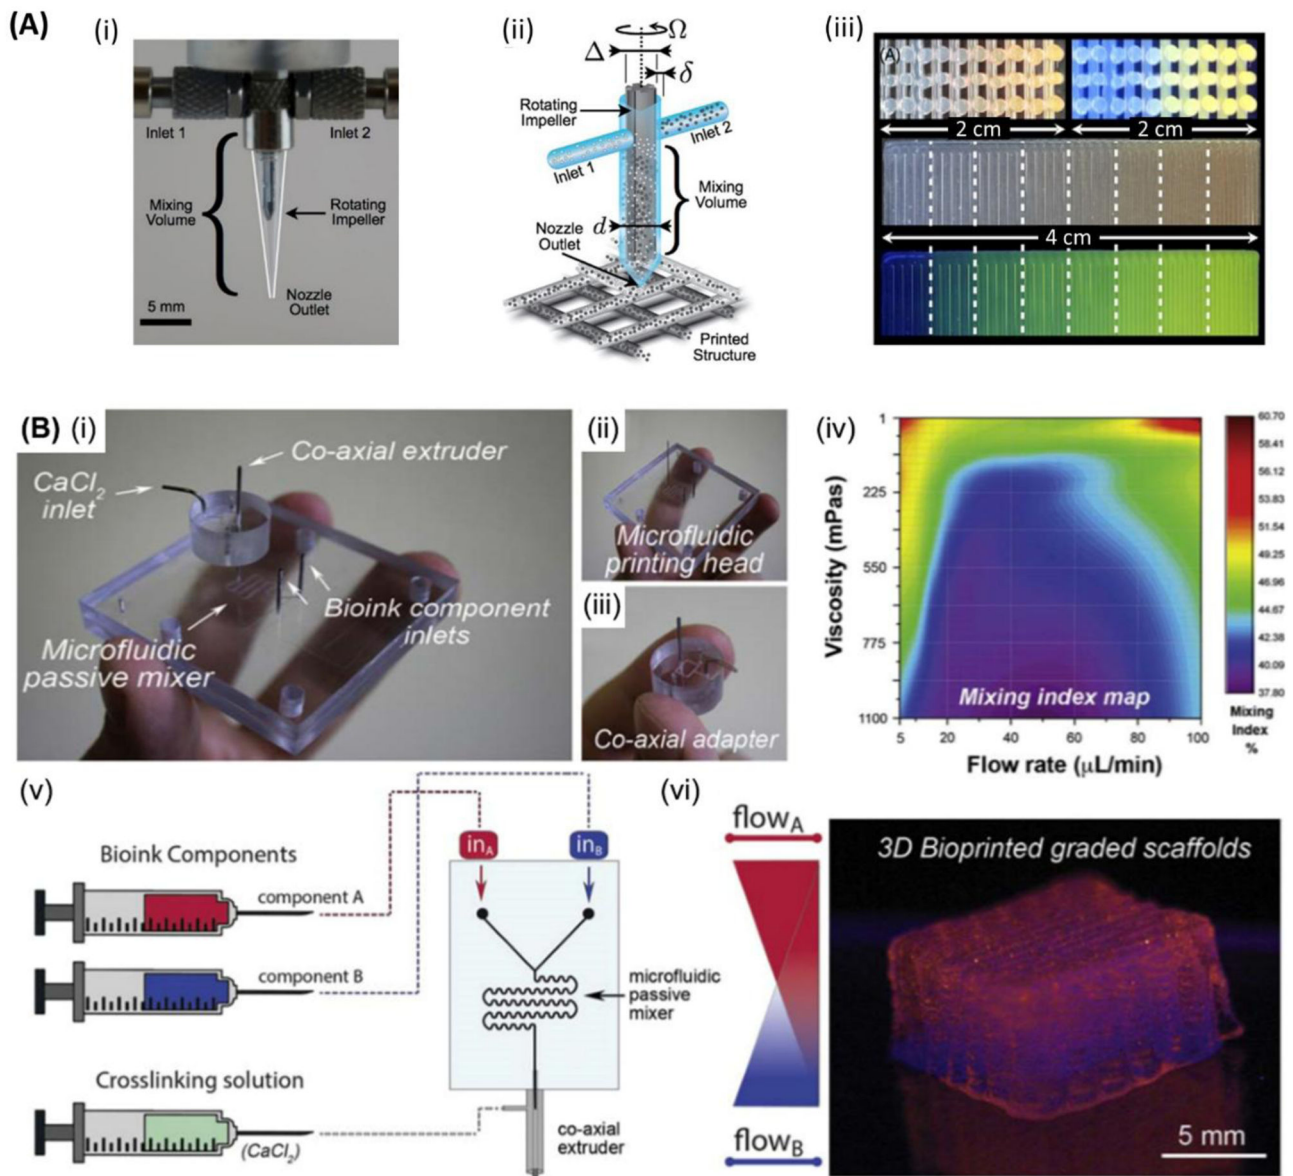 (A)
(i)
Inlet 1
Inlet 2
Mixing
Volume
Rotating
Impeller
Nozzle
Outlet
5 mm
(ii)
Ω
Δ
δ
Rotating
Impeller
Inlet 2
Inlet 1
Mixing
Volume
d
Nozzle
Outlet
Printed
Structure
(iii)
(A)
2 cm
2 cm
4 cm
(B)
(i)
Co-axial extruder
CaCl₂
inlet
Bioink component
inlets
Microfluidic
passive mixer
(ii)
Microfluidic
printing head
(iii)
Co-axial adapter
(iv)
Viscosity (mPas)
1
225
550
775
1100
5
20
40
60
100
Flow rate (μL/min)
Mixing index map
60.70
58.91
56.12
53.83
51.54
49.25
46.96
44.67
42.38
40.09
37.80
Mixing
Index
%
(v)
Bioink Components
component A
component B
Crosslinking solution
(CaCl₂)
in_A
in_B
microfluidic
passive
mixer
co-axial
extruder
(vi)
flow_A
flow_B
3D Bioprinted graded scaffolds
5 mm